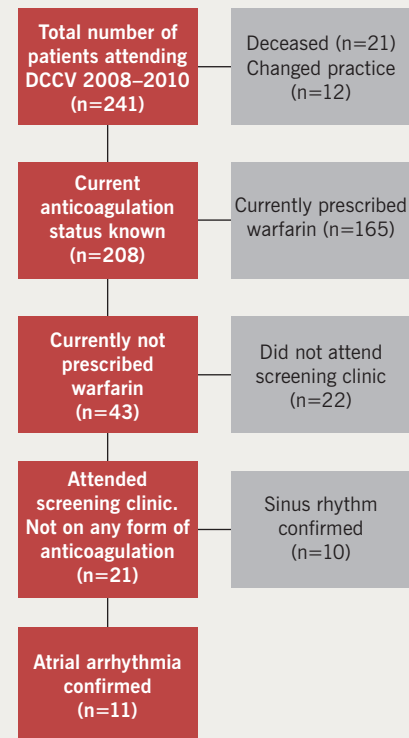 Total number of
patients attending
DCCV 2008–2010
(n=241)
Deceased (n=21)
Changed practice
(n=12)
Current
anticoagulation
status known
(n=208)
Currently prescribed
warfarin (n=165)
Currently not
prescribed
warfarin
(n=43)
Did not attend
screening clinic
(n=22)
Attended
screening clinic.
Not on any form of
anticoagulation
(n=21)
Sinus rhythm
confirmed
(n=10)
Atrial arrhythmia
confirmed
(n=11)